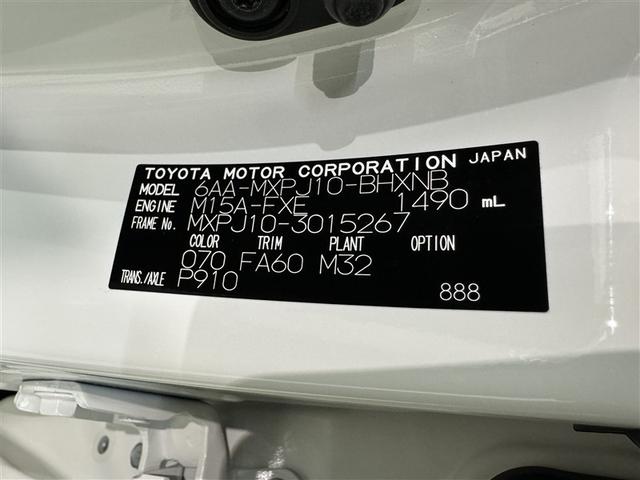 TOYOTA MOTOR CORPORATION JAPAN
MODEL 6AA-MXPJ10-BHXNB
ENGINE M15A-FXE 1490 mL
FRAME No. MXPJ10-3015267
COLOR TRIM PLANT OPTION
070 FA60 M32
TRANS./AXLE P910
888